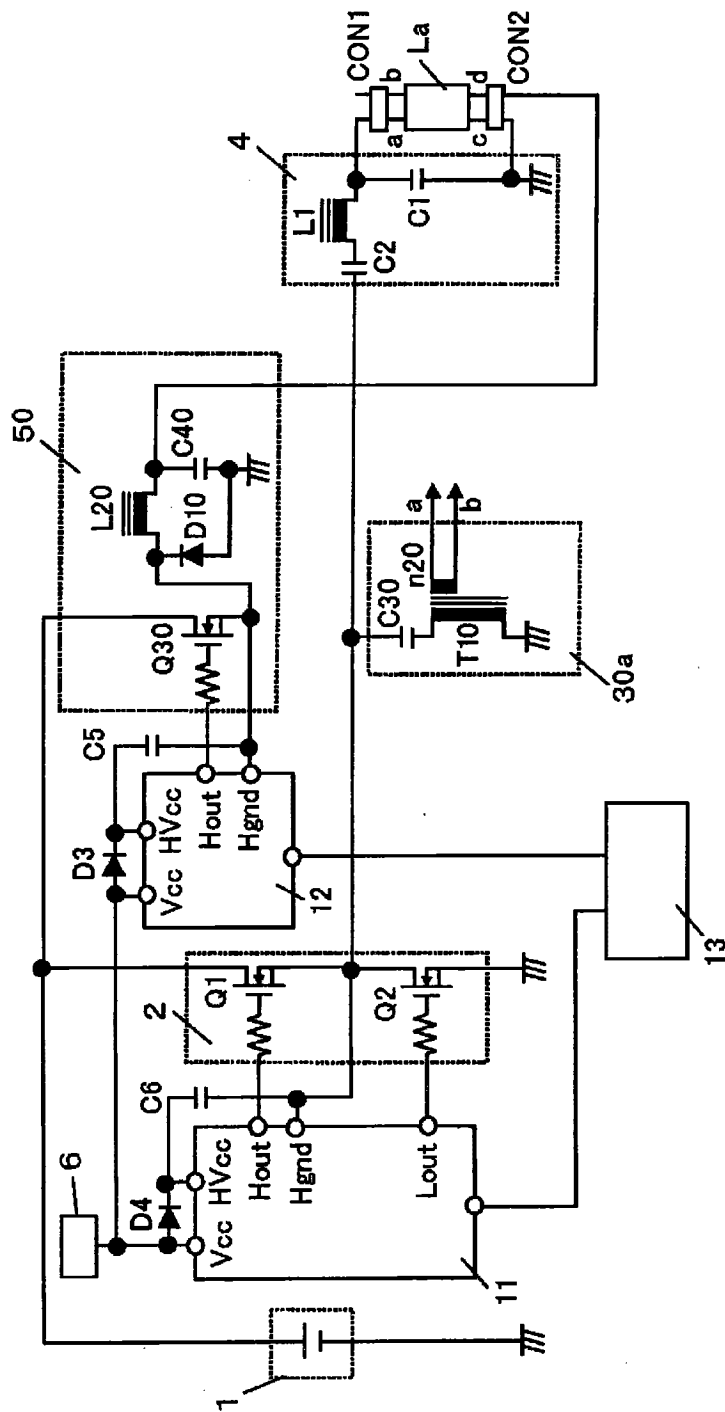 CON1
b
La
a
d
CON2
c
4
L1
C1
C2
50
L20
C40
D10
Q30
a
b
n20
C30
T10
30a
C5
D3
HVcc
Vcc
Hout
Hgnd
12
13
2
Q1
Q2
C6
6
D4
HVcc
Vcc
Hout
Hgnd
Lout
11
1